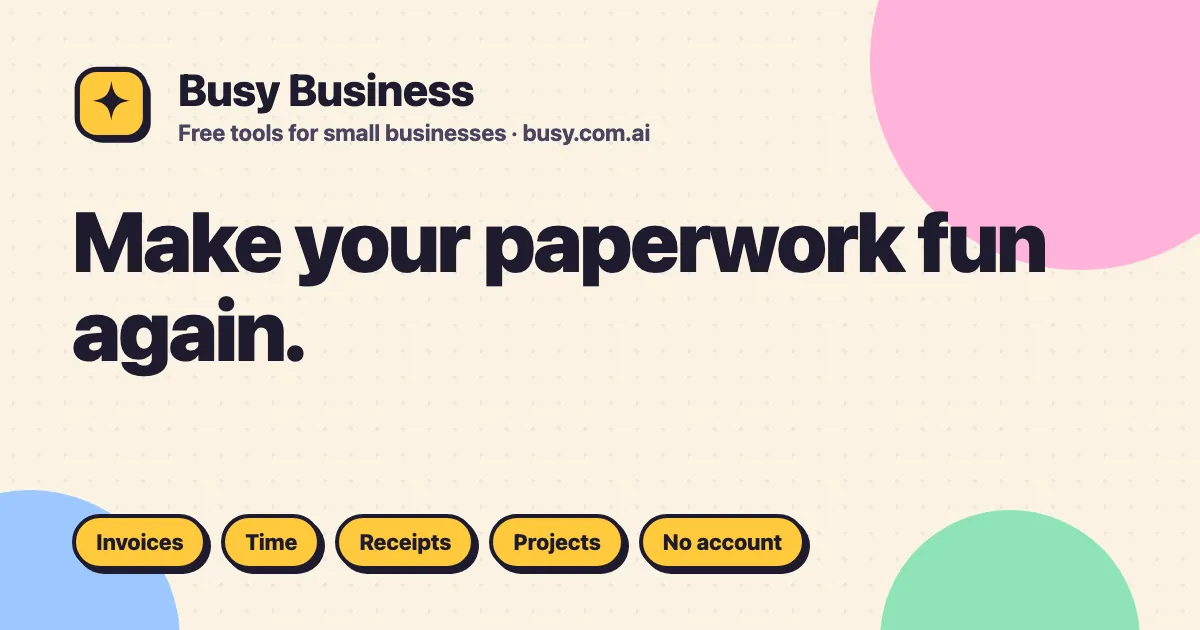 Busy Business
Free tools for small businesses · busy.com.ai
Make your paperwork fun
again.
Invoices
Time
Receipts
Projects
No account